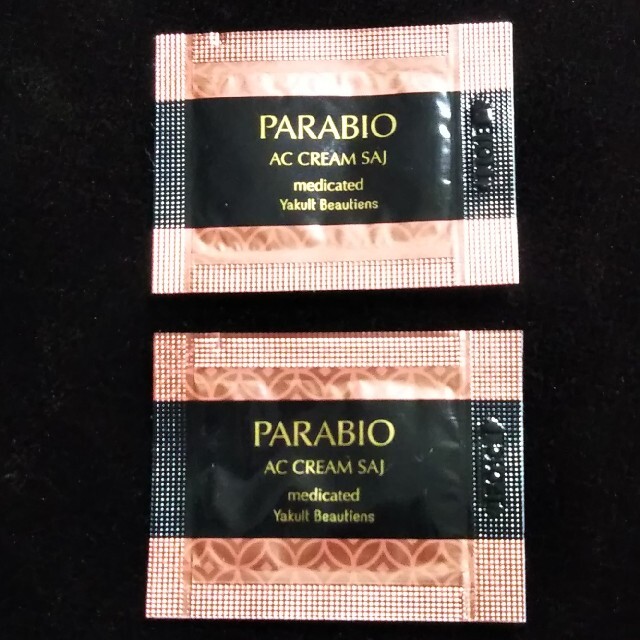 PARABIO
AC CREAM SAJ
medicated
Yakult Beautiens
PARABIO
AC CREAM SAJ
medicated
Yakult Beautiens